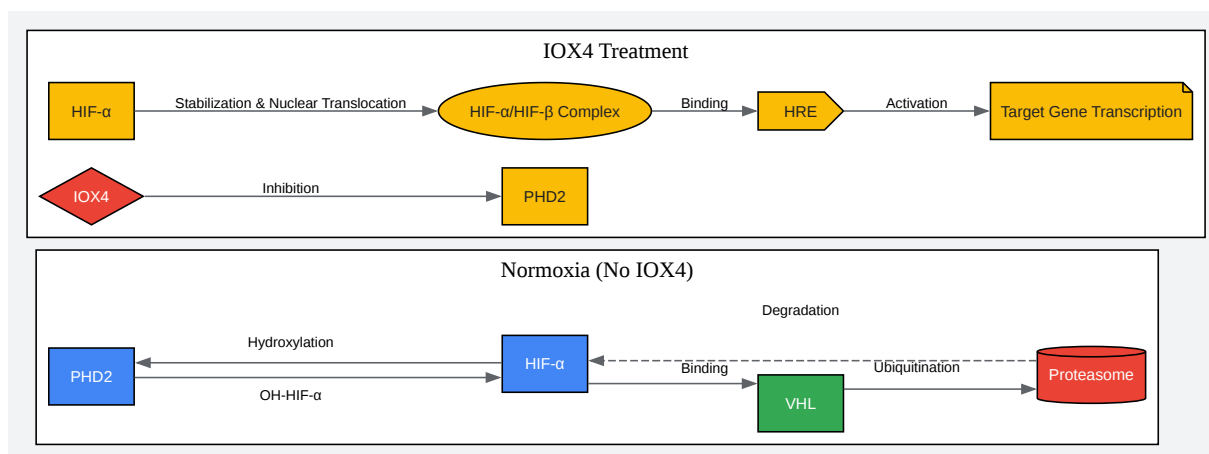 IOX4 Treatment
HIF-α
Stabilization & Nuclear Translocation
HIF-α/HIF-β Complex
Binding
HRE
Activation
Target Gene Transcription
IOX4
Inhibition
PHD2
Normoxia (No IOX4)
Degradation
Hydroxylation
PHD2
OH-HIF-α
HIF-α
Binding
VHL
Ubiquitination
Proteasome